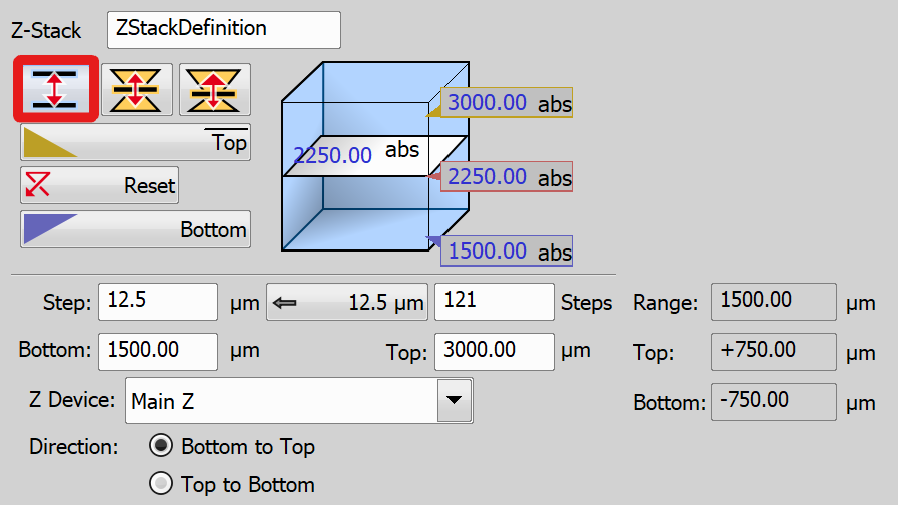 Z-Stack ZStackDefinition
3000.00 abs
Top
2250.00 abs
2250.00 abs
Reset
Bottom
1500.00 abs
Step: 12.5 µm 12.5 µm 121 Steps Range: 1500.00 µm
Bottom: 1500.00 µm Top: 3000.00 µm Top: +750.00 µm
Z Device: Main Z Bottom: -750.00 µm
Direction: Bottom to Top
Top to Bottom